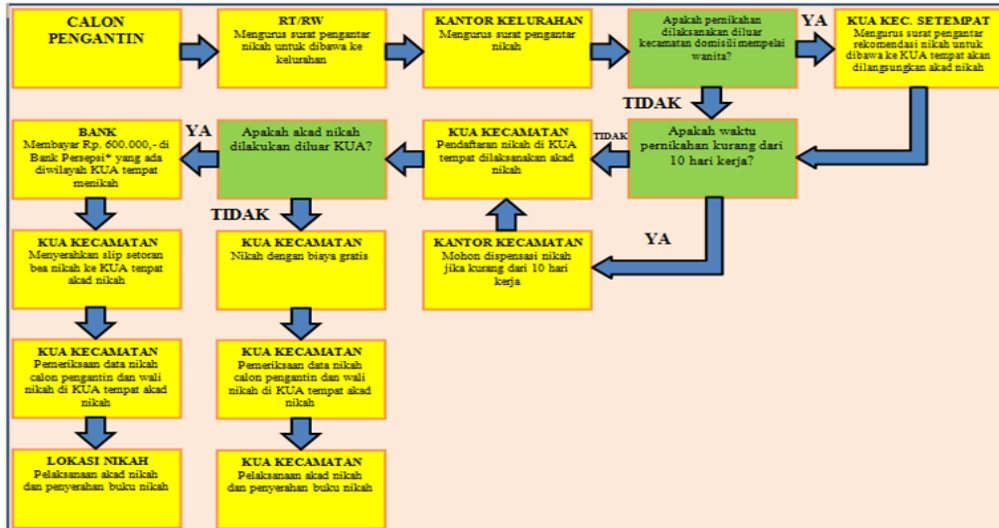 CALON
PENGANTIN
RT/RW
Mengurus surat pengantar
nikah untuk dibawa ke
kelurahan
KANTOR KELURAHAN
Mengurus surat pengantar
nikah
Apakah pernikahan
dilaksanakan diluar
kecamatan domisili mempelai
wanita?
YA
KUA KEC. SETEMPAT
Mengurus surat pengantar
rekomendasi nikah untuk
dibawa ke KUA tempat akan
dilangsungkan akad nikah
TIDAK
BANK
Membayar Rp. 600.000,- di
Bank Persepsi* yang ada
diwilayah KUA tempat
menikah
YA
Apakah akad nikah
dilakukan diluar KUA?
KUA KECAMATAN
Pendaftaran nikah di KUA
tempat dilaksanakan akad
nikah
TIDAK
Apakah waktu
pernikahan kurang dari
10 hari kerja?
TIDAK
YA
KUA KECAMATAN
Menyerahkan slip setoran
bea nikah ke KUA tenpat
akad nikah
KUA KECAMATAN
Nikah dengan biaya gratis
KANTOR KECAMATAN
Mohon dispensasi nikah
jika kurang dari 10 hari
kerja
KUA KECAMATAN
Pemeriksaan data nikah
calon pengantin dan wali
nikah di KUA tempat akad
nikah
KUA KECAMATAN
Pemeriksaan data nikah
calon pengantin dan wali
nikah di KUA tempat akad
nikah
LOKASI NIKAH
Pelaksanaan akad nikah
dan penyerahan buku nikah
KUA KECAMATAN
Pelaksanaan akad nikah
dan penyerahan buku nikah